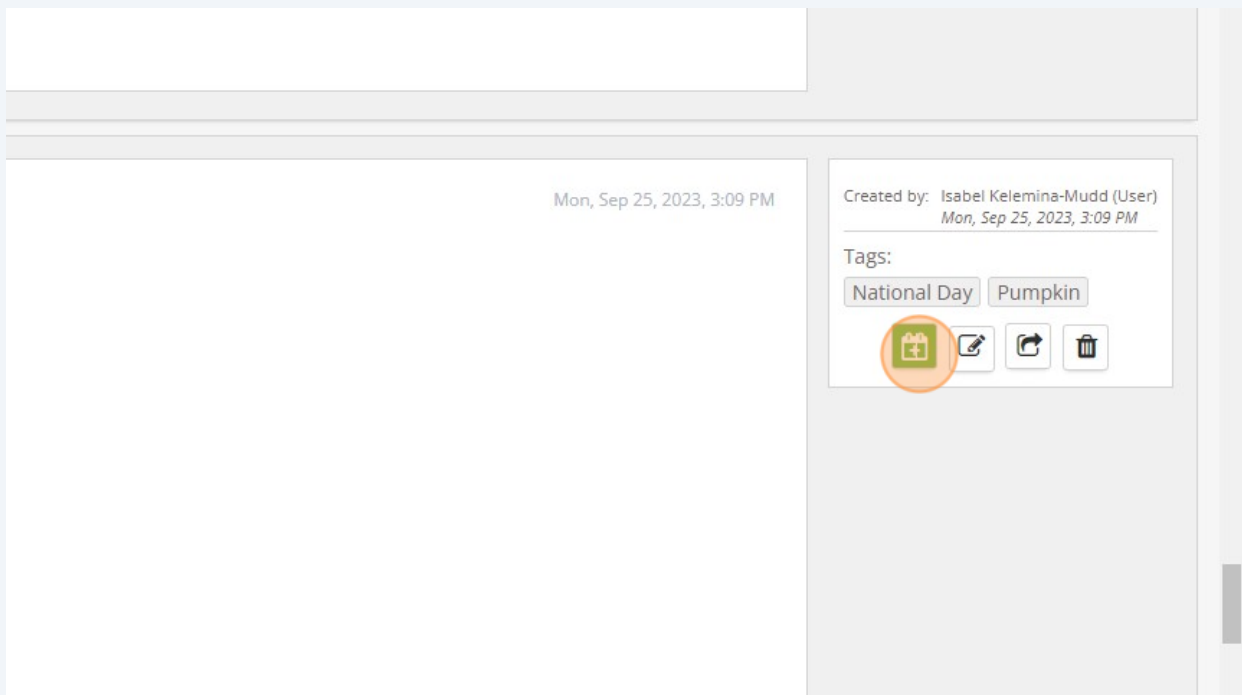 Mon, Sep 25, 2023, 3:09 PM
Created by: Isabel Kelemina-Mudd (User)
Mon, Sep 25, 2023, 3:09 PM
Tags:
National Day Pumpkin